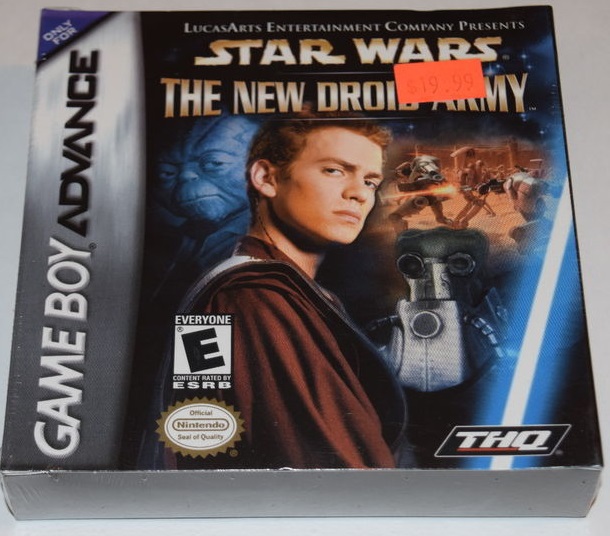 ONLY
FOR
GAME BOY ADVANCE
LUCASARTS ENTERTAINMENT COMPANY PRESENTS
STAR WARS
$19.99
THE NEW DROID ARMY
EVERYONE
E
CONTENT RATED BY
ESRB
Official
Nintendo
Seal of Quality
THQ